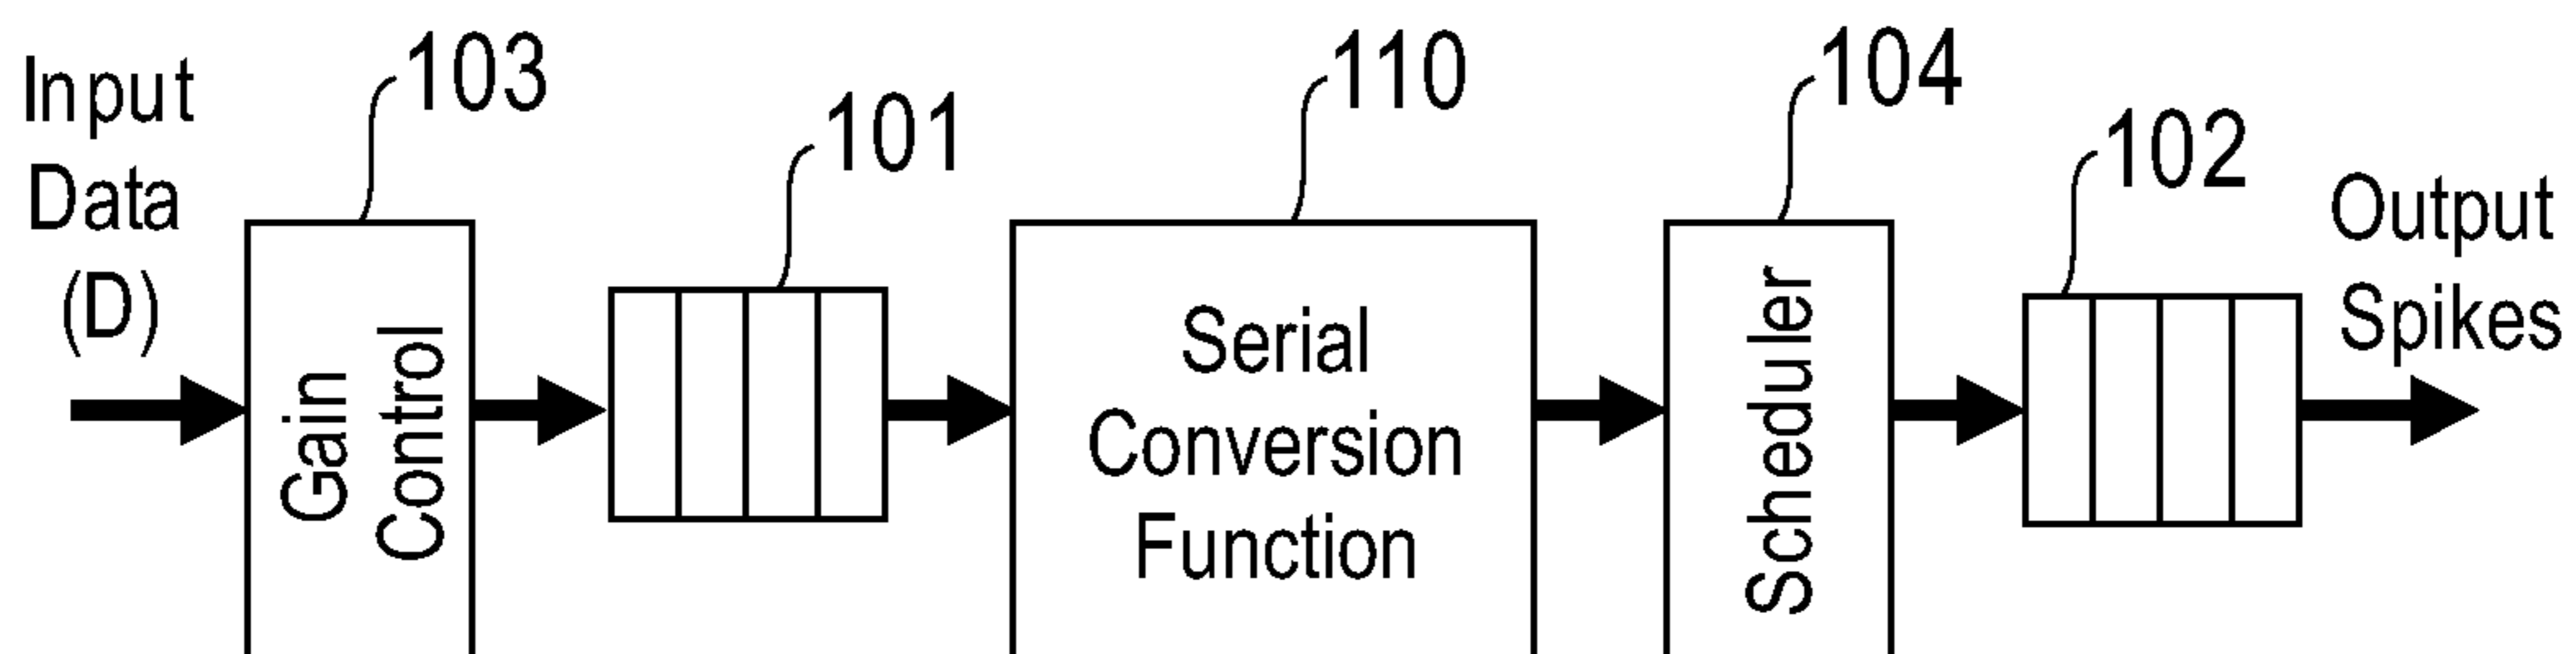 Input
Data
(D)
103
Gain
Control
101
110
Serial
Conversion
Function
104
Scheduler
102
Output
Spikes